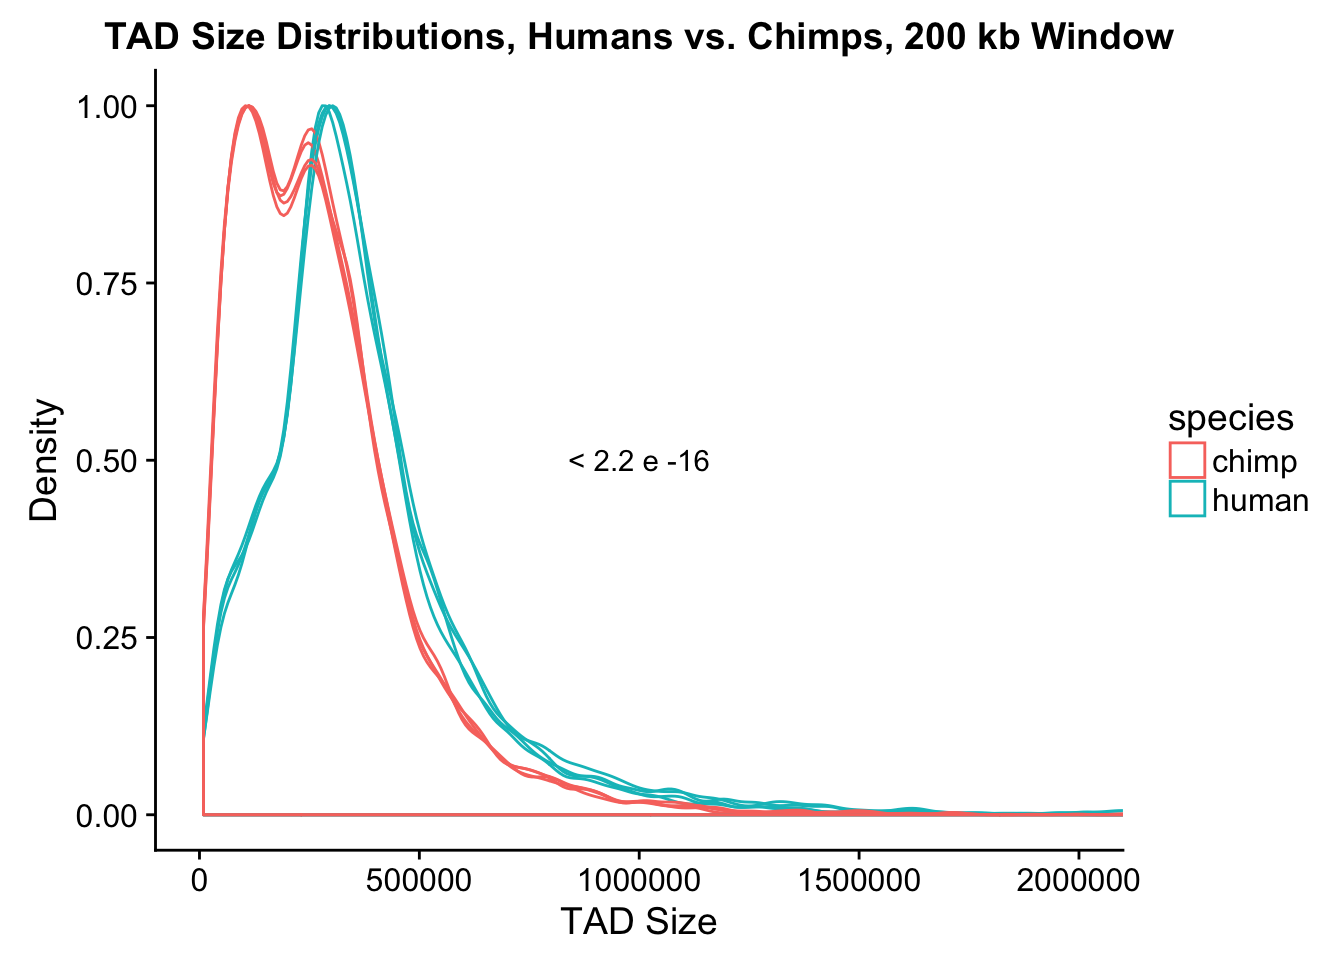 TAD Size Distributions, Humans vs. Chimps, 200 kb Window
1.00
0.75
0.50
0.25
0.00
Density
< 2.2 e -16
species
chimp
human
0 500000 1000000 1500000 2000000
TAD Size